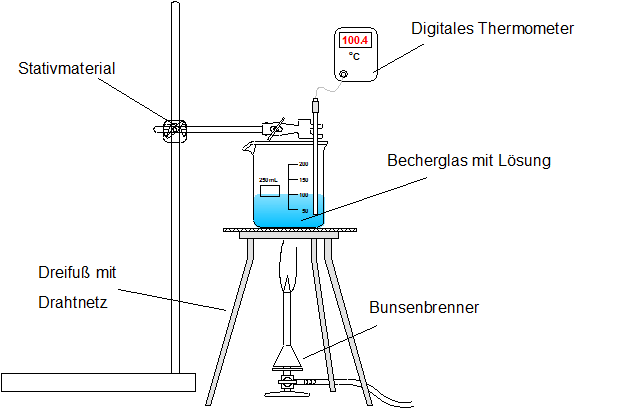 Digitales Thermometer
100.4
°C
Stativmaterial
Becherglas mit Lösung
250 mL
200
150
100
50
Dreifuß mit
Drahtnetz
Bunsenbrenner